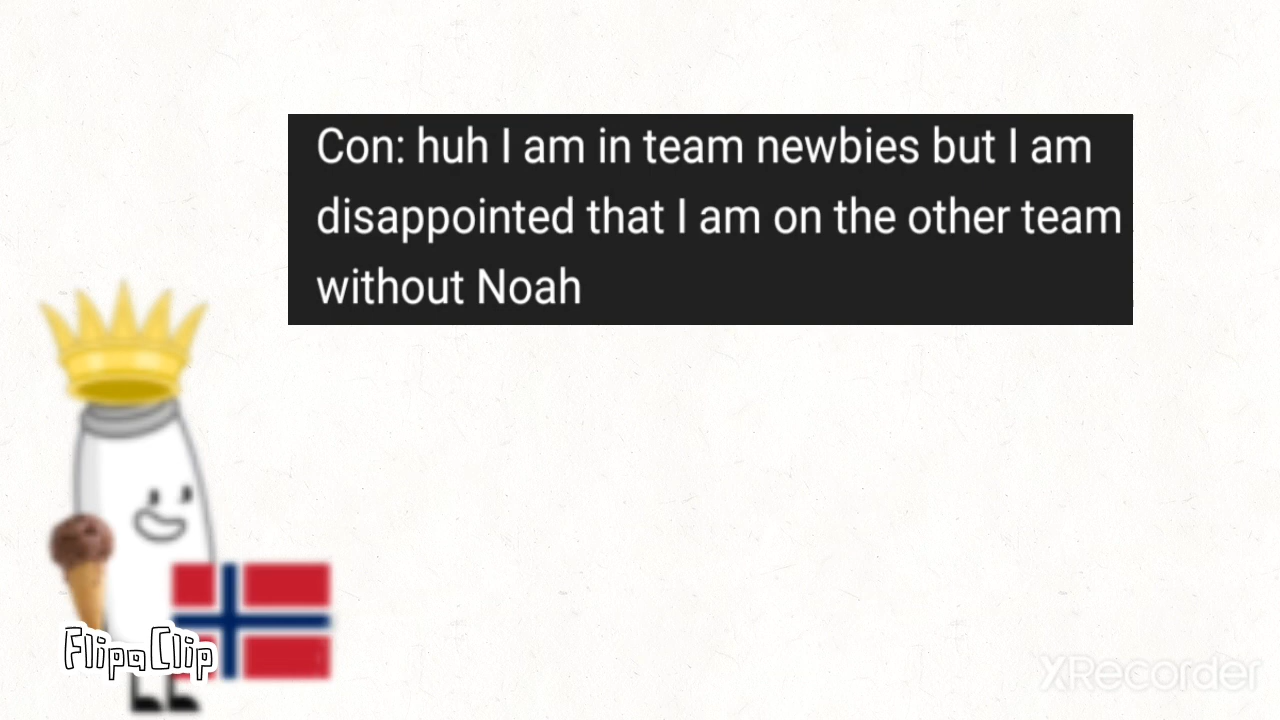 Con: huh I am in team newbies but I am
disappointed that I am on the other team
without Noah
FlipaClip
XRecorder